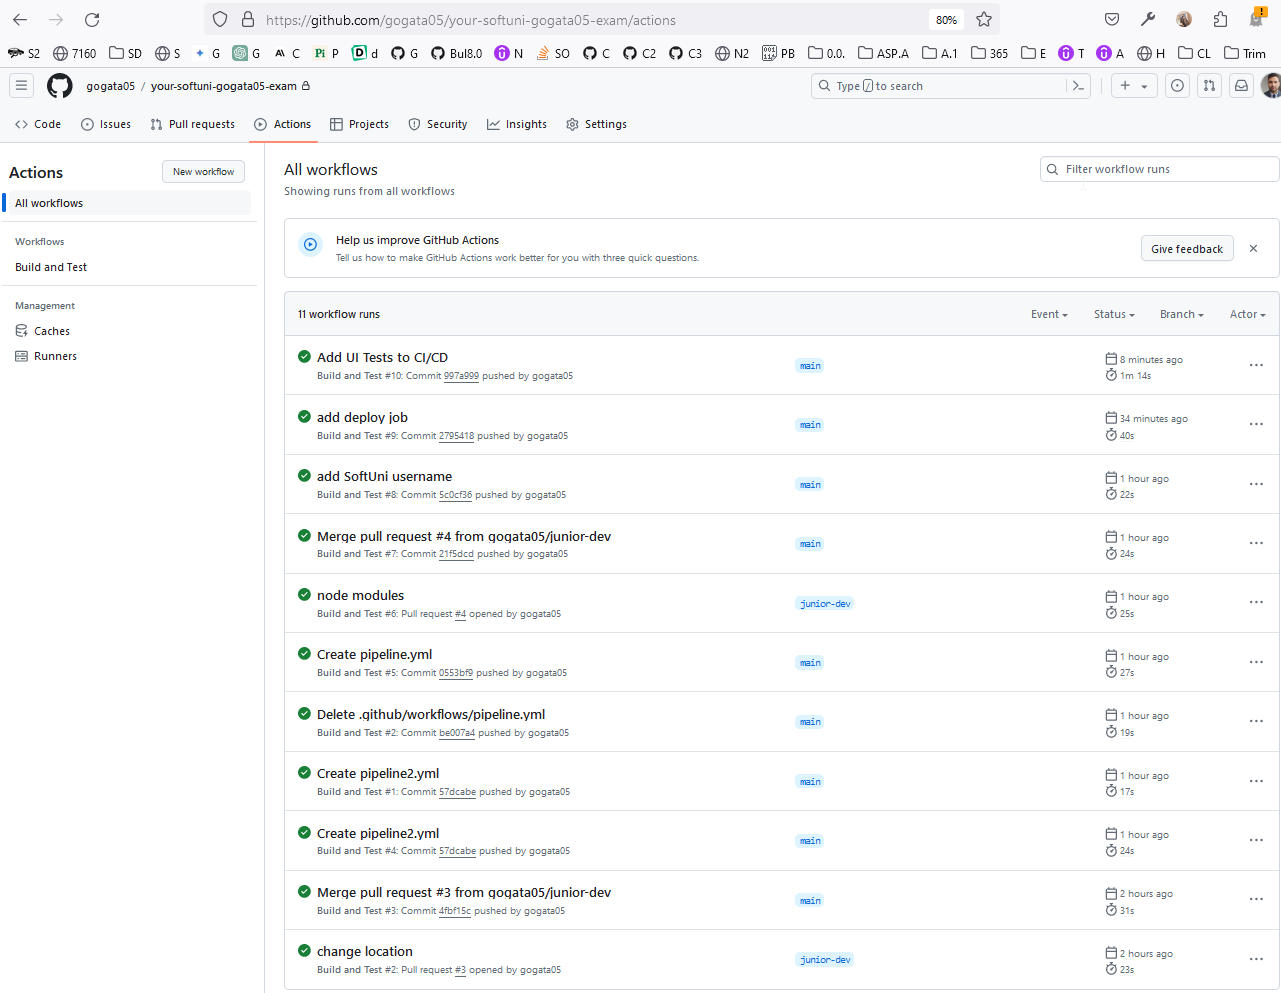 https://github.com/gogata05/your-softuni-gogata05-exam/actions
80%
S2 7160 SD S G G C P d G Bul8.0 N SO C C2 C3 N2 PB 0.0. ASP.A A.1 365 E T A H CL Trim
gogata05 / your-softuni-gogata05-exam
Type / to search
Code Issues Pull requests Actions Projects Security Insights Settings
Actions
New workflow
All workflows
Workflows
Build and Test
Management
Caches
Runners
All workflows
Showing runs from all workflows
Filter workflow runs
Help us improve GitHub Actions
Tell us how to make GitHub Actions work better for you with three quick questions.
Give feedback
11 workflow runs
Event Status Branch Actor
Add UI Tests to CI/CD
Build and Test #10: Commit 997a999 pushed by gogata05
main
8 minutes ago
1m 14s
add deploy job
Build and Test #9: Commit 2795418 pushed by gogata05
main
34 minutes ago
40s
add SoftUni username
Build and Test #8: Commit 5c0cf36 pushed by gogata05
main
1 hour ago
22s
Merge pull request #4 from gogata05/junior-dev
Build and Test #7: Commit 21f5dcd pushed by gogata05
main
1 hour ago
24s
node modules
Build and Test #6: Pull request #4 opened by gogata05
junior-dev
1 hour ago
25s
Create pipeline.yml
Build and Test #5: Commit 0553bf9 pushed by gogata05
main
1 hour ago
27s
Delete .github/workflows/pipeline.yml
Build and Test #2: Commit be007a4 pushed by gogata05
main
1 hour ago
19s
Create pipeline2.yml
Build and Test #1: Commit 57dcabe pushed by gogata05
main
1 hour ago
17s
Create pipeline2.yml
Build and Test #4: Commit 57dcabe pushed by gogata05
main
1 hour ago
24s
Merge pull request #3 from gogata05/junior-dev
Build and Test #3: Commit 4fbf15c pushed by gogata05
main
2 hours ago
31s
change location
Build and Test #2: Pull request #3 opened by gogata05
junior-dev
2 hours ago
23s